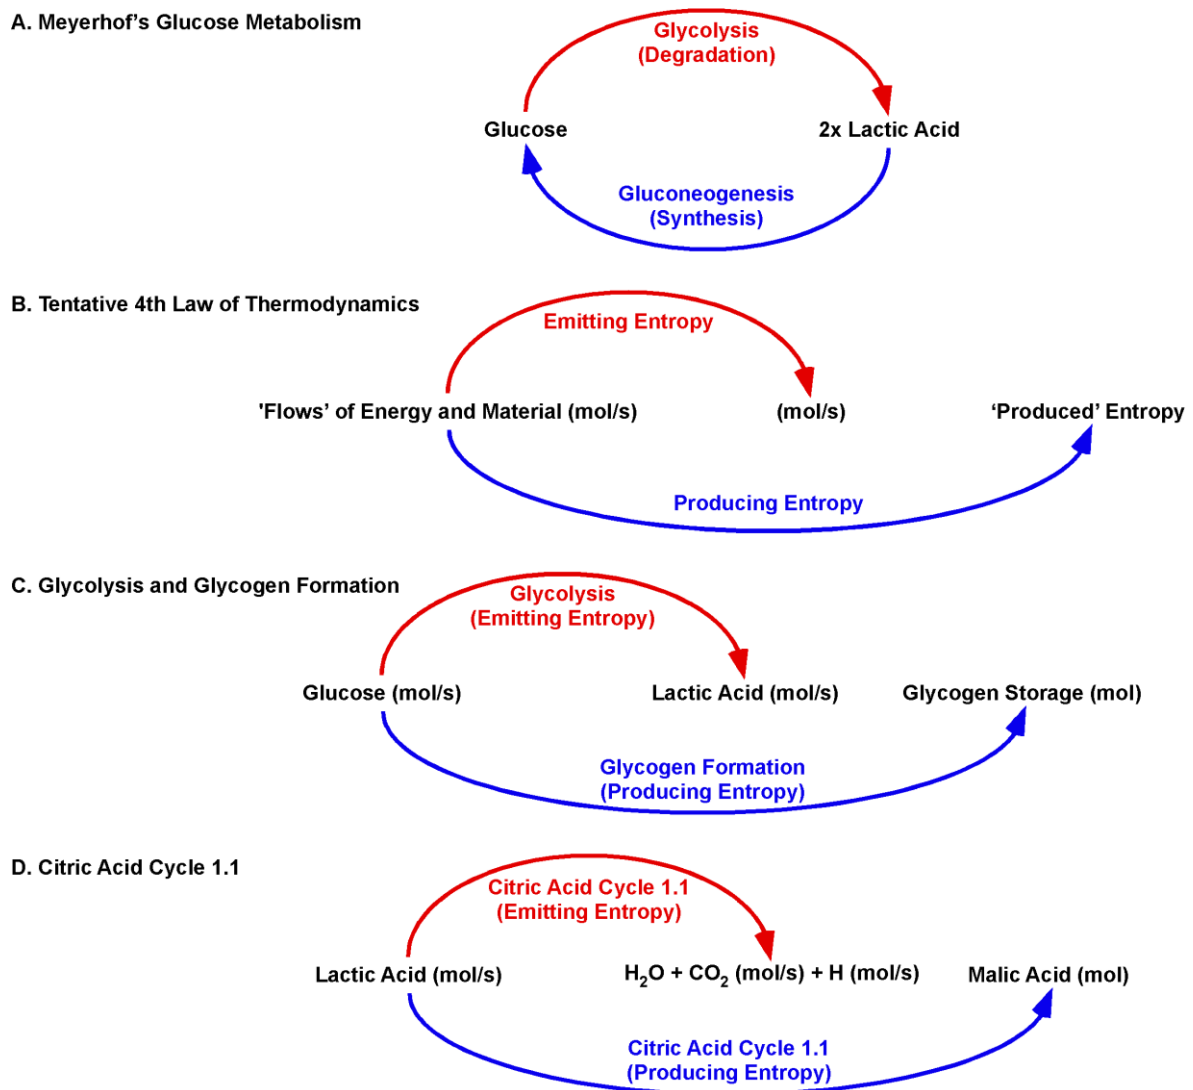 A. Meyerhof’s Glucose Metabolism
Glycolysis
(Degradation)
Glucose
2x Lactic Acid
Gluconeogenesis
(Synthesis)
B. Tentative 4th Law of Thermodynamics
Emitting Entropy
'Flows’ of Energy and Material (mol/s)
(mol/s)
‘Produced’ Entropy
Producing Entropy
C. Glycolysis and Glycogen Formation
Glycolysis
(Emitting Entropy)
Glucose (mol/s)
Lactic Acid (mol/s)
Glycogen Storage (mol)
Glycogen Formation
(Producing Entropy)
D. Citric Acid Cycle 1.1
Citric Acid Cycle 1.1
(Emitting Entropy)
Lactic Acid (mol/s)
H₂O + CO₂ (mol/s) + H (mol/s)
Malic Acid (mol)
Citric Acid Cycle 1.1
(Producing Entropy)